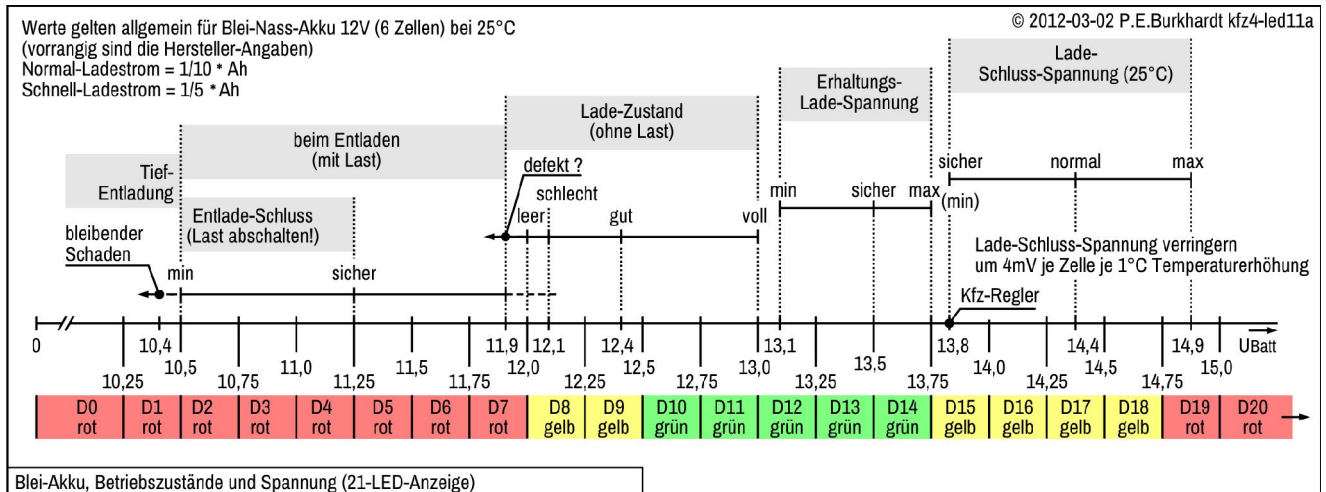 Werte gelten allgemein für Blei-Nass-Akku 12V (6 Zellen) bei 25°C
(vorrangig sind die Hersteller-Angaben)
Normal-Ladestrom = 1/10 * Ah
Schnell-Ladestrom = 1/5 * Ah
© 2012-03-02 P.E.Burkhardt kfz4-led11a
Lade-
Schluss-Spannung (25°C)
Erhaltungs-
Lade-Spannung
Lade-Zustand
(ohne Last)
beim Entladen
(mit Last)
Tief-
Entladung
defekt ?
sicher normal max
schlecht
min sicher max
(min)
leer gut voll
Entlade-Schluss
(Last abschalten!)
bleibender
Schaden
min sicher
Lade-Schluss-Spannung verringern
um 4mV je Zelle je 1°C Temperaturerhöhung
Kfz-Regler
0 10,4 11,9 12,1 12,4 13,1 13,8 14,4 14,9 UBatt
10,5 11,0 11,5 12,0 12,5 13,0 13,5 14,0 14,5 15,0
10,25 10,75 11,25 11,75 12,25 12,75 13,25 13,75 14,25 14,75
D0 D1 D2 D3 D4 D5 D6 D7 D8 D9 D10 D11 D12 D13 D14 D15 D16 D17 D18 D19 D20
rot rot rot rot rot rot rot rot gelb gelb grün grün grün grün grün gelb gelb gelb gelb rot rot
Blei-Akku, Betriebszustände und Spannung (21-LED-Anzeige)